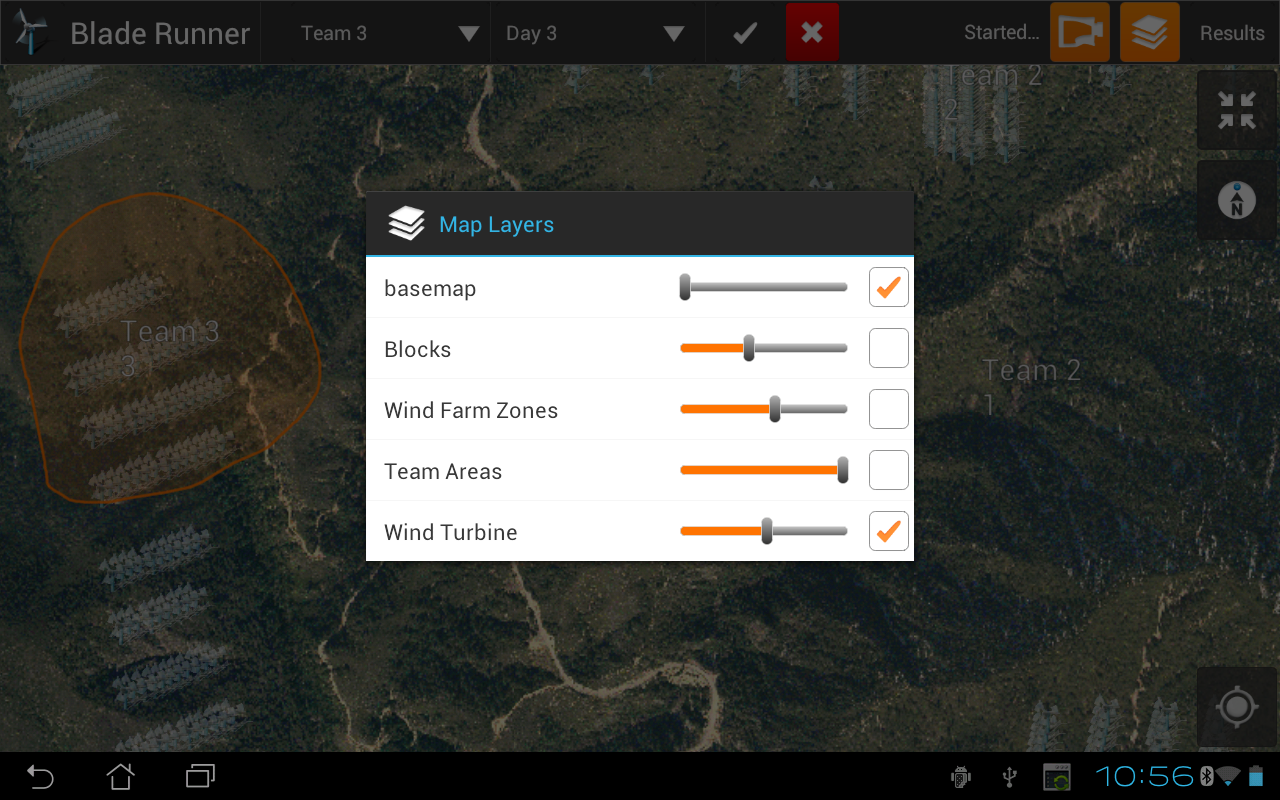 Blade Runner
Team 3
Day 3
Started...
Results
Team 2
2
Team 3
3
Team 2
1
N
Map Layers
basemap
Blocks
Wind Farm Zones
Team Areas
Wind Turbine
10:56